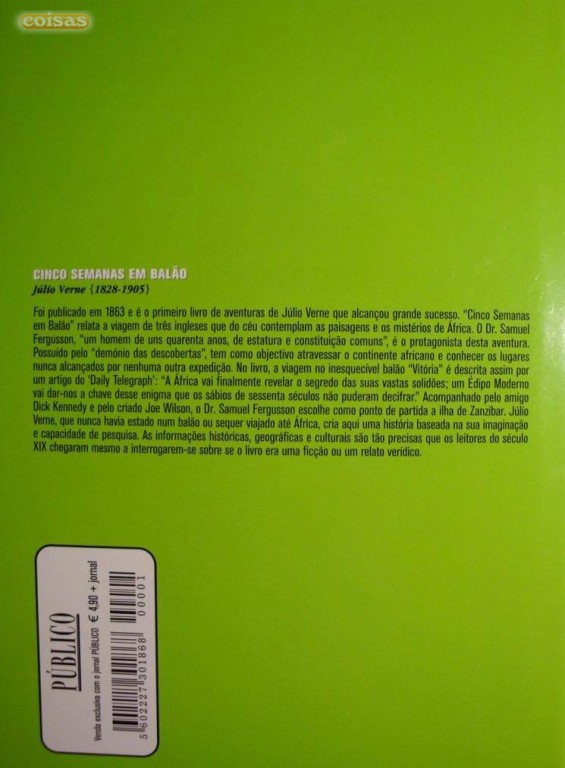 coisas
CINCO SEMANAS EM BALÃO
Júlio Verne {1828-1905}
Foi publicado em 1863 e é o primeiro livro de aventuras de Júlio Verne que alcançou grande sucesso. "Cinco Semanas
em Balão" relata a viagem de três ingleses que do céu contemplam as paisagens e os mistérios de África. O Dr. Samuel
Fergusson, "um homem de uns quarenta anos, de estatura e constituição comuns", é o protagonista desta aventura.
Possuído pelo "demónio das descobertas", tem como objectivo atravessar o continente africano e conhecer os lugares
nunca alcançados por nenhuma outra expedição. No livro, a viagem no inesquecível balão "Vitória" é descrita assim por
um artigo do 'Daily Telegraph': "A África vai finalmente revelar o segredo das suas vastas solidões; um Édipo Moderno
vai dar-nos a chave desse enigma que os sábios de sessenta séculos não puderam decifrar." Acompanhado pelo amigo
Dick Kennedy e pelo criado Joe Wilson, o Dr. Samuel Fergusson escolhe como ponto de partida a ilha de Zanzibar. Júlio
Verne, que nunca havia estado num balão ou sequer viajado até África, cria aqui uma história baseada na sua imaginação
e capacidade de pesquisa. As informações históricas, geográficas e culturais são tão precisas que os leitores do século
XIX chegaram mesmo a interrogarem-se sobre se o livro era uma ficção ou um relato verídico.
PÚBLICO
Venda exclusiva com o jornal PÚBLICO € 4,90 + jornal
5602227301868
00001